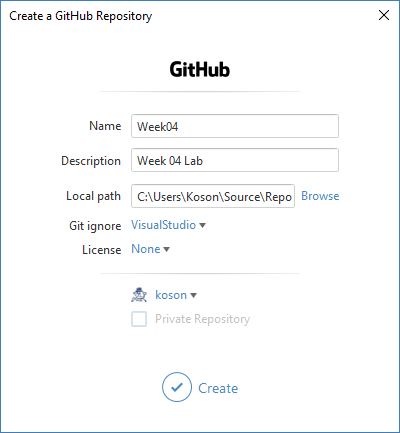 Create a GitHub Repository
GitHub
Name Week04
Description Week 04 Lab
Local path C:\Users\Koson\Source\Repo Browse
Git ignore VisualStudio
License None
koson
Private Repository
Create